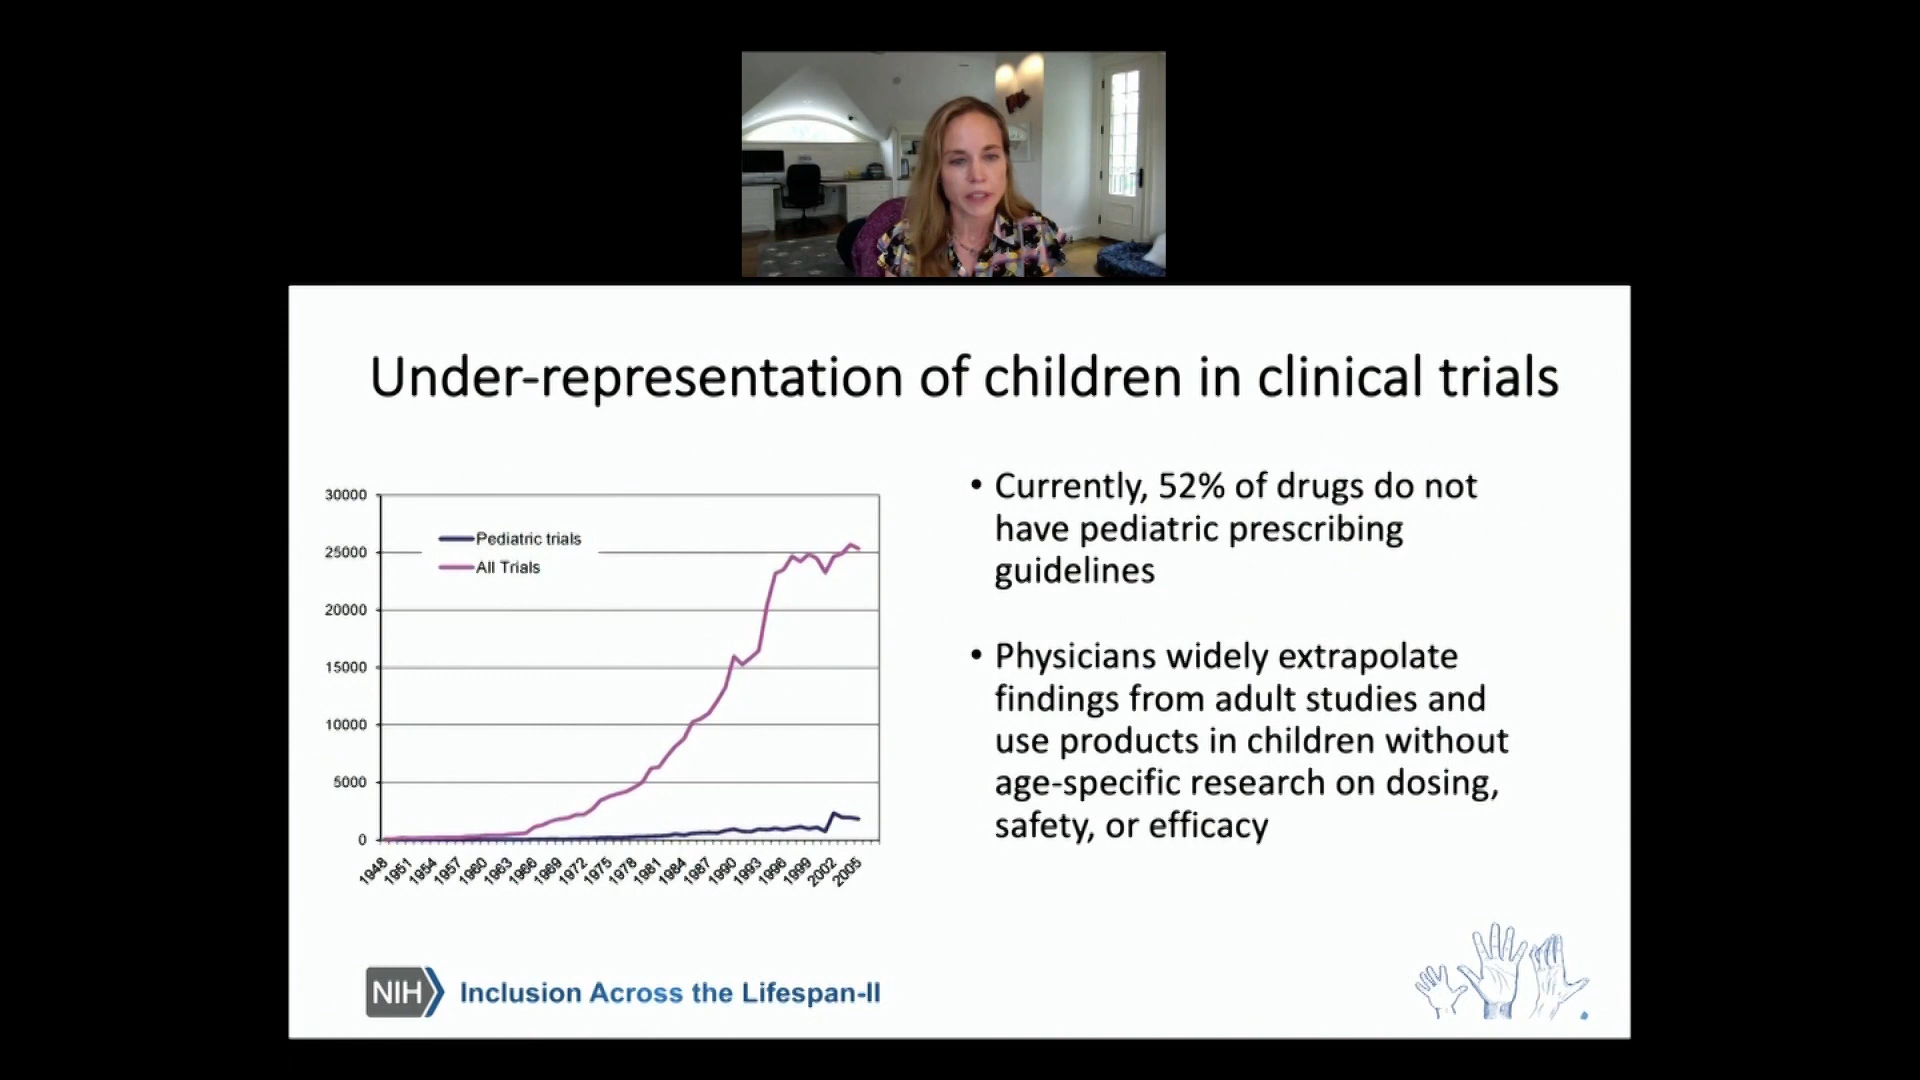 Under-representation of children in clinical trials
30000
25000
20000
15000
10000
5000
0
Pediatric trials
All Trials
1948
1951
1954
1957
1960
1963
1966
1969
1972
1975
1978
1981
1984
1987
1990
1993
1996
1999
2002
2005
• Currently, 52% of drugs do not
have pediatric prescribing
guidelines
• Physicians widely extrapolate
findings from adult studies and
use products in children without
age-specific research on dosing,
safety, or efficacy
NIH Inclusion Across the Lifespan-II